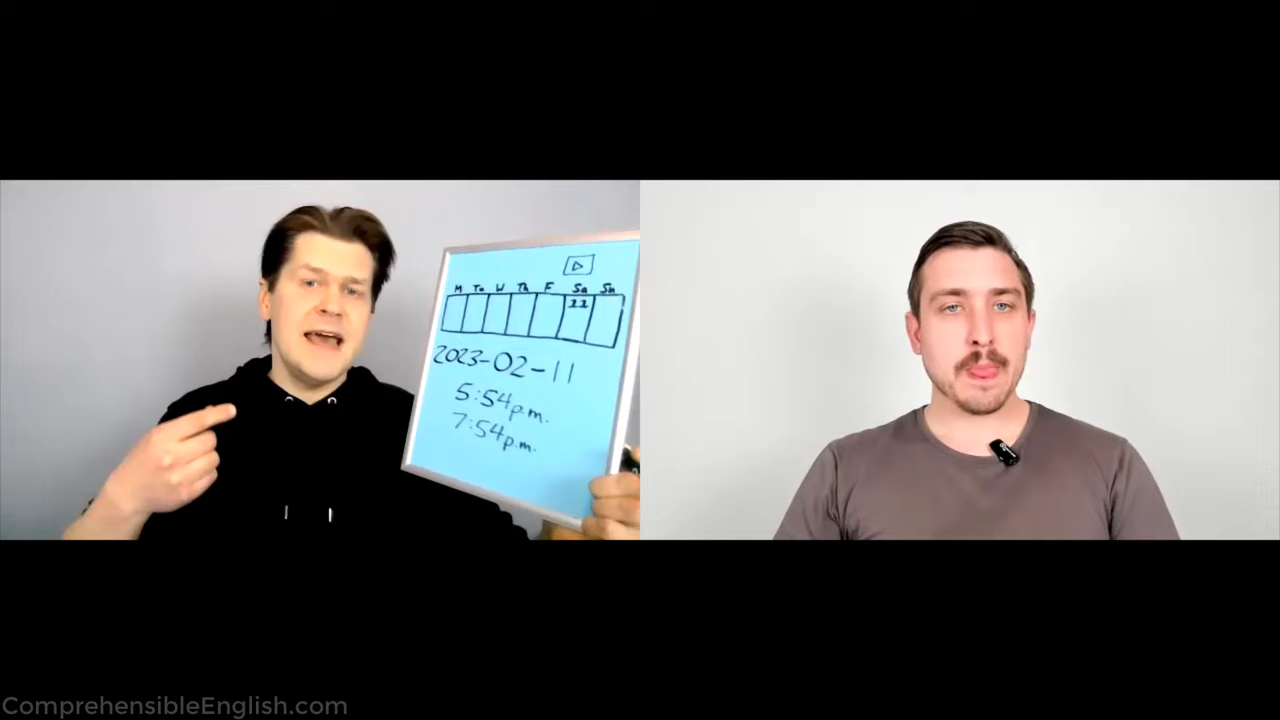 M Tu W Th F Sa Su
11
2023-02-11
5:54 p.m.
7:54 p.m.
ComprehensibleEnglish.com